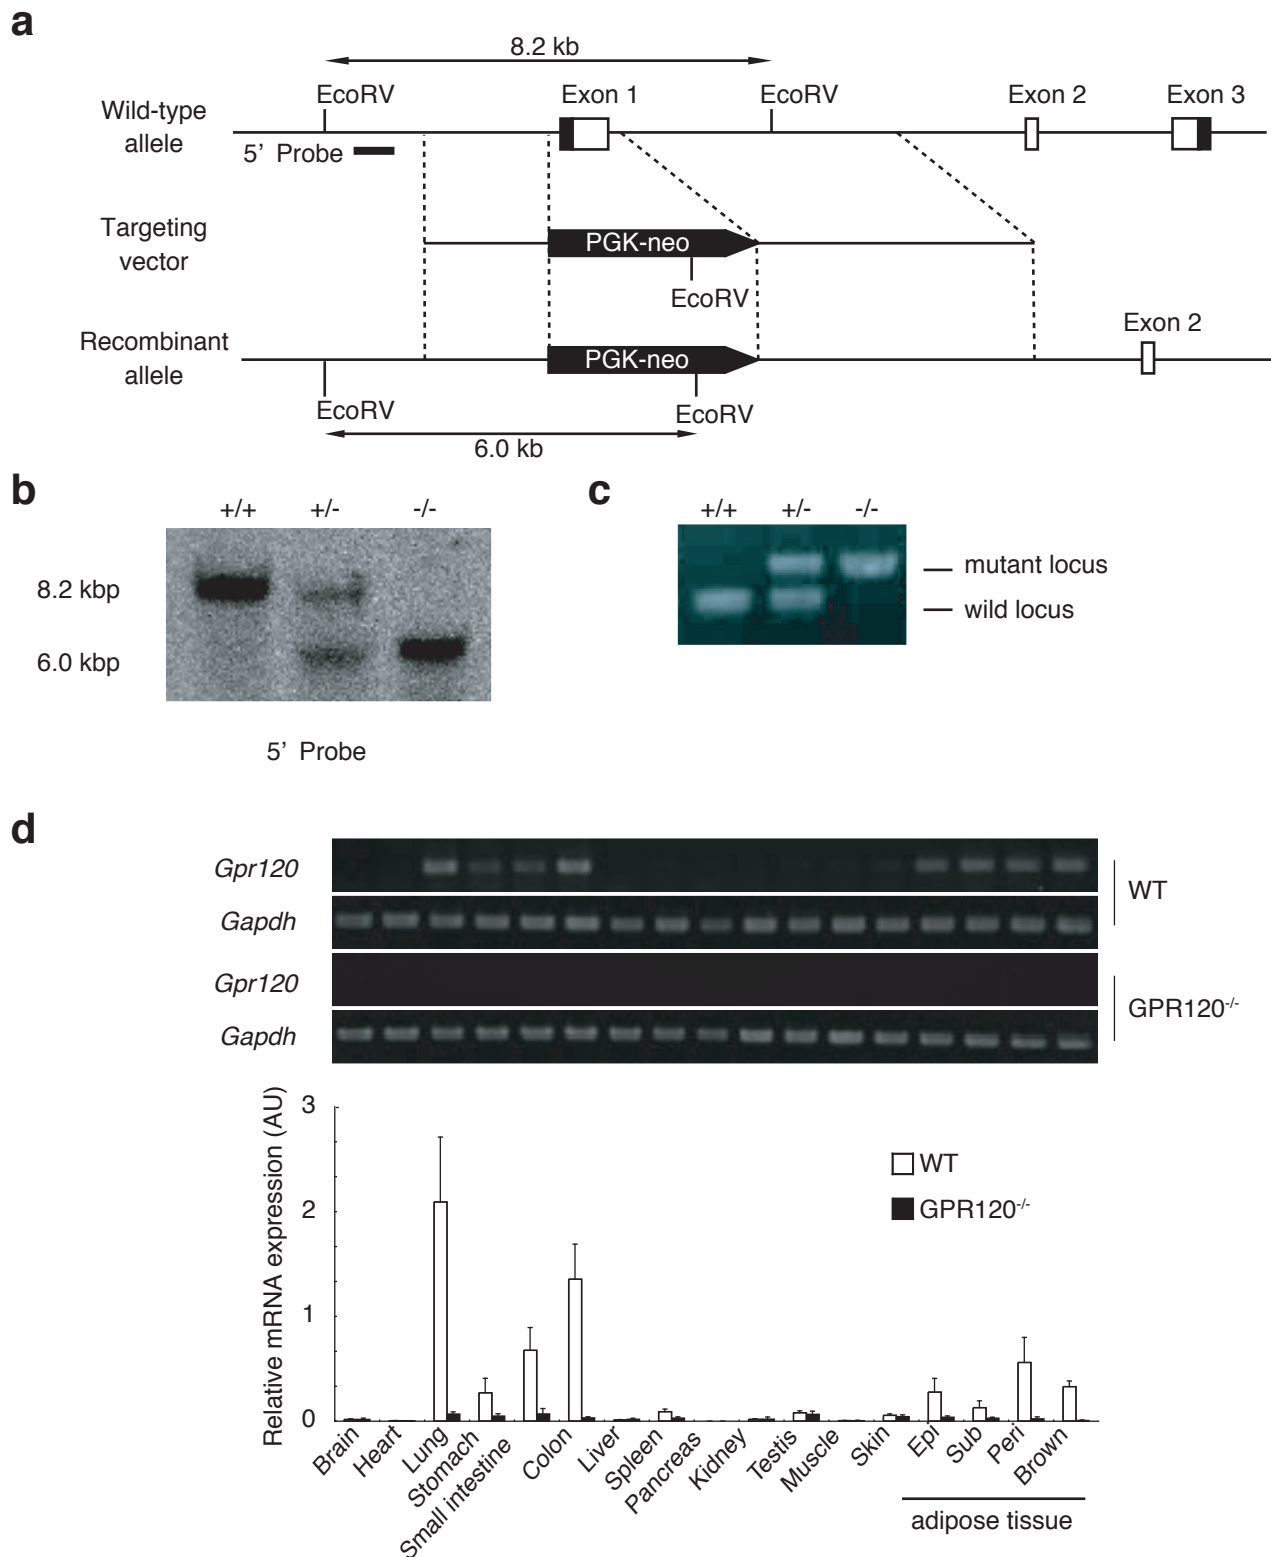 a
8.2 kb
EcoRV Exon 1 EcoRV Exon 2 Exon 3
Wild-type
allele
5’ Probe
Targeting
vector
PGK-neo
EcoRV
Exon 2
Recombinant
allele
PGK-neo
EcoRV EcoRV
6.0 kb
b
+/+ +/- -/-
8.2 kbp
6.0 kbp
5’ Probe
c
+/+ +/- -/-
mutant locus
wild locus
d
Gpr120
Gapdh
WT
Gpr120
Gapdh
GPR120-/-
Relative mRNA expression (AU)
3
2
1
0
WT
GPR120-/-
Brain
Heart
Lung
Stomach
Small intestine
Colon
Liver
Spleen
Pancreas
Kidney
Testis
Muscle
Skin
Epi
Sub
Peri
Brown
adipose tissue